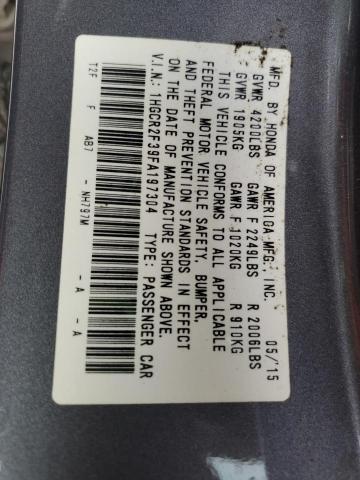 MFD. BY HONDA OF AMERICA MFG., INC. 05/'15
GVWR 4200LBS GAWR F 2249LBS R 2006LBS
GVWR 1905KG GAWR F 1020KG R 910KG
THIS VEHICLE CONFORMS TO ALL APPLICABLE
FEDERAL MOTOR VEHICLE SAFETY, BUMPER,
AND THEFT PREVENTION STANDARDS IN EFFECT
ON THE DATE OF MANUFACTURE SHOWN ABOVE.
V.I.N.: 1HGCR2F39FA197304 TYPE: PASSENGER CAR
T2F F AB7 - NH797M - A - A